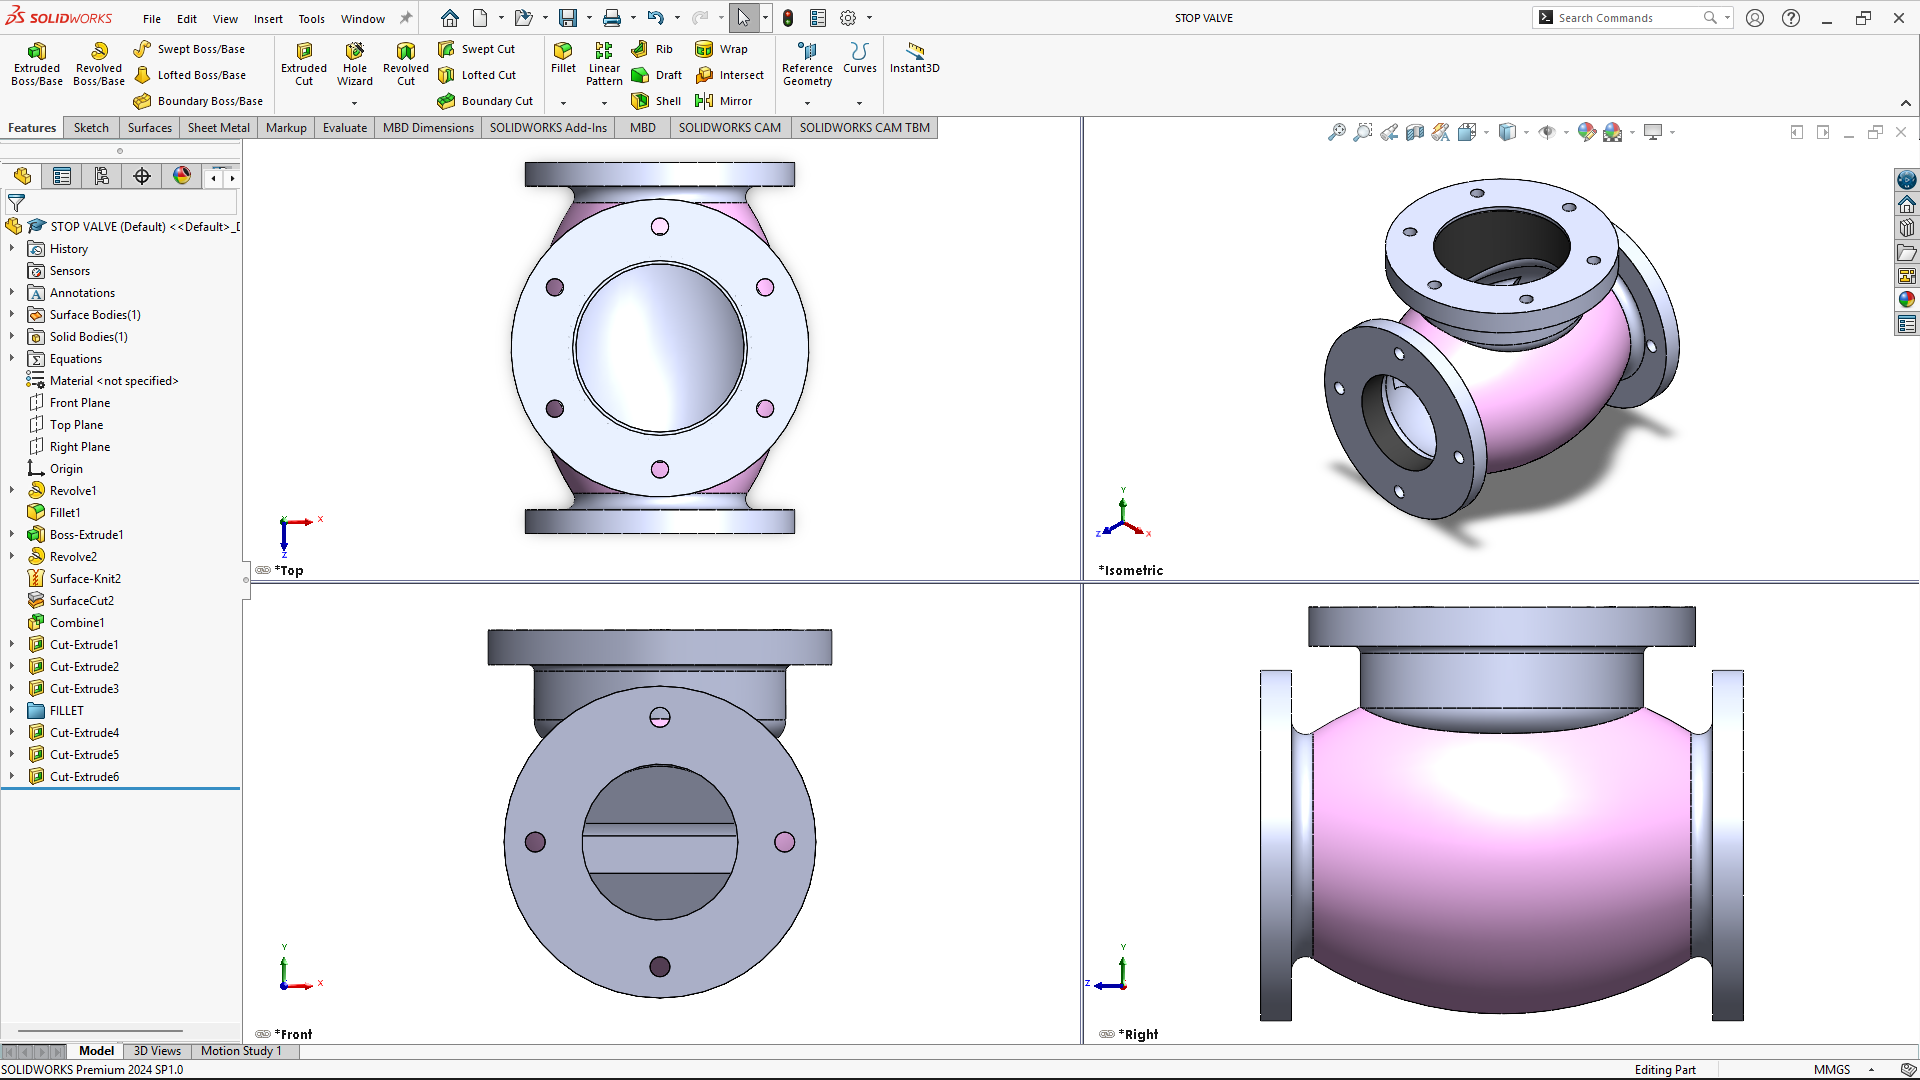 SOLIDWORKS File Edit View Insert Tools Window STOP VALVE Search Commands
Extruded Boss/Base
Revolved Boss/Base
Swept Boss/Base
Lofted Boss/Base
Boundary Boss/Base
Extruded Cut
Hole Wizard
Revolved Cut
Swept Cut
Lofted Cut
Boundary Cut
Fillet
Linear Pattern
Rib
Draft
Shell
Wrap
Intersect
Mirror
Reference Geometry
Curves
Instant3D
Features Sketch Surfaces Sheet Metal Markup Evaluate MBD Dimensions SOLIDWORKS Add-Ins MBD SOLIDWORKS CAM SOLIDWORKS CAM TBM
STOP VALVE (Default) <<Default>_D
History
Sensors
Annotations
Surface Bodies(1)
Solid Bodies(1)
Equations
Material <not specified>
Front Plane
Top Plane
Right Plane
Origin
Revolve1
Fillet1
Boss-Extrude1
Revolve2
Surface-Knit2
SurfaceCut2
Combine1
Cut-Extrude1
Cut-Extrude2
Cut-Extrude3
FILLET
Cut-Extrude4
Cut-Extrude5
Cut-Extrude6
Y X Z
*Top
Y Z X
*Isometric
Y X
*Front
Y Z
*Right
Model 3D Views Motion Study 1
SOLIDWORKS Premium 2024 SP1.0 Editing Part MMGS